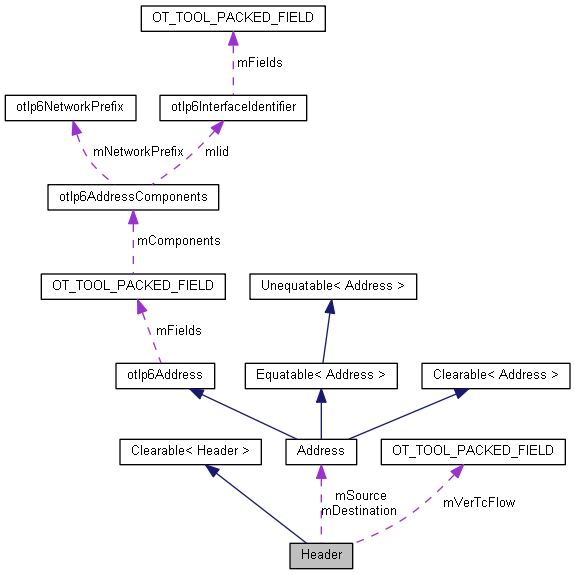 OT_TOOL_PACKED_FIELD
mFields
otIp6NetworkPrefix
otIp6InterfaceIdentifier
mNetworkPrefix
mIid
otIp6AddressComponents
mComponents
OT_TOOL_PACKED_FIELD
Unequatable< Address >
mFields
otIp6Address
Equatable< Address >
Clearable< Address >
Clearable< Header >
Address
OT_TOOL_PACKED_FIELD
mSource
mDestination
mVerTcFlow
Header